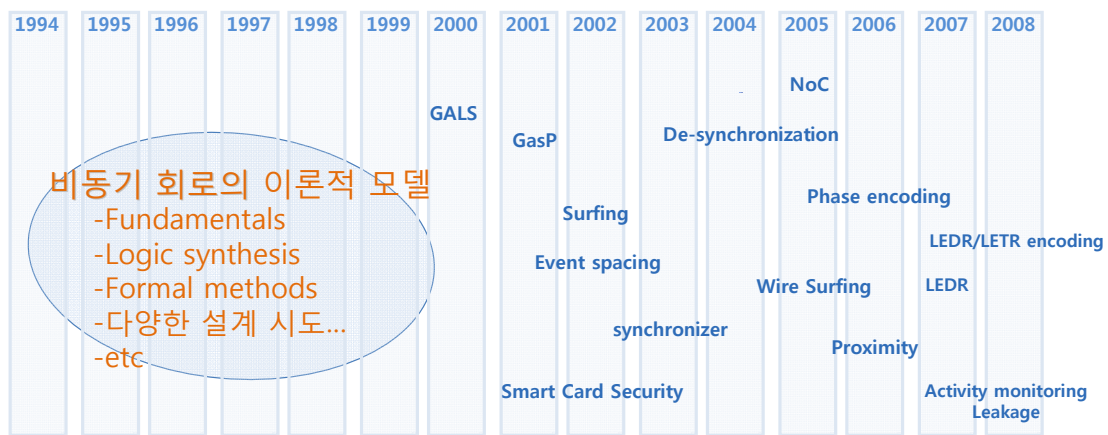 1994 1995 1996 1997 1998 1999 2000 2001 2002 2003 2004 2005 2006 2007 2008
NoC
GALS
De-synchronization
GasP
비동기 회로의 이론적 모델
-Fundamentals
-Logic synthesis
-Formal methods
-다양한 설계 시도...
-etc
Phase encoding
Surfing
LEDR/LETR encoding
Event spacing
Wire Surfing
LEDR
synchronizer
Proximity
Smart Card Security
Activity monitoring
Leakage